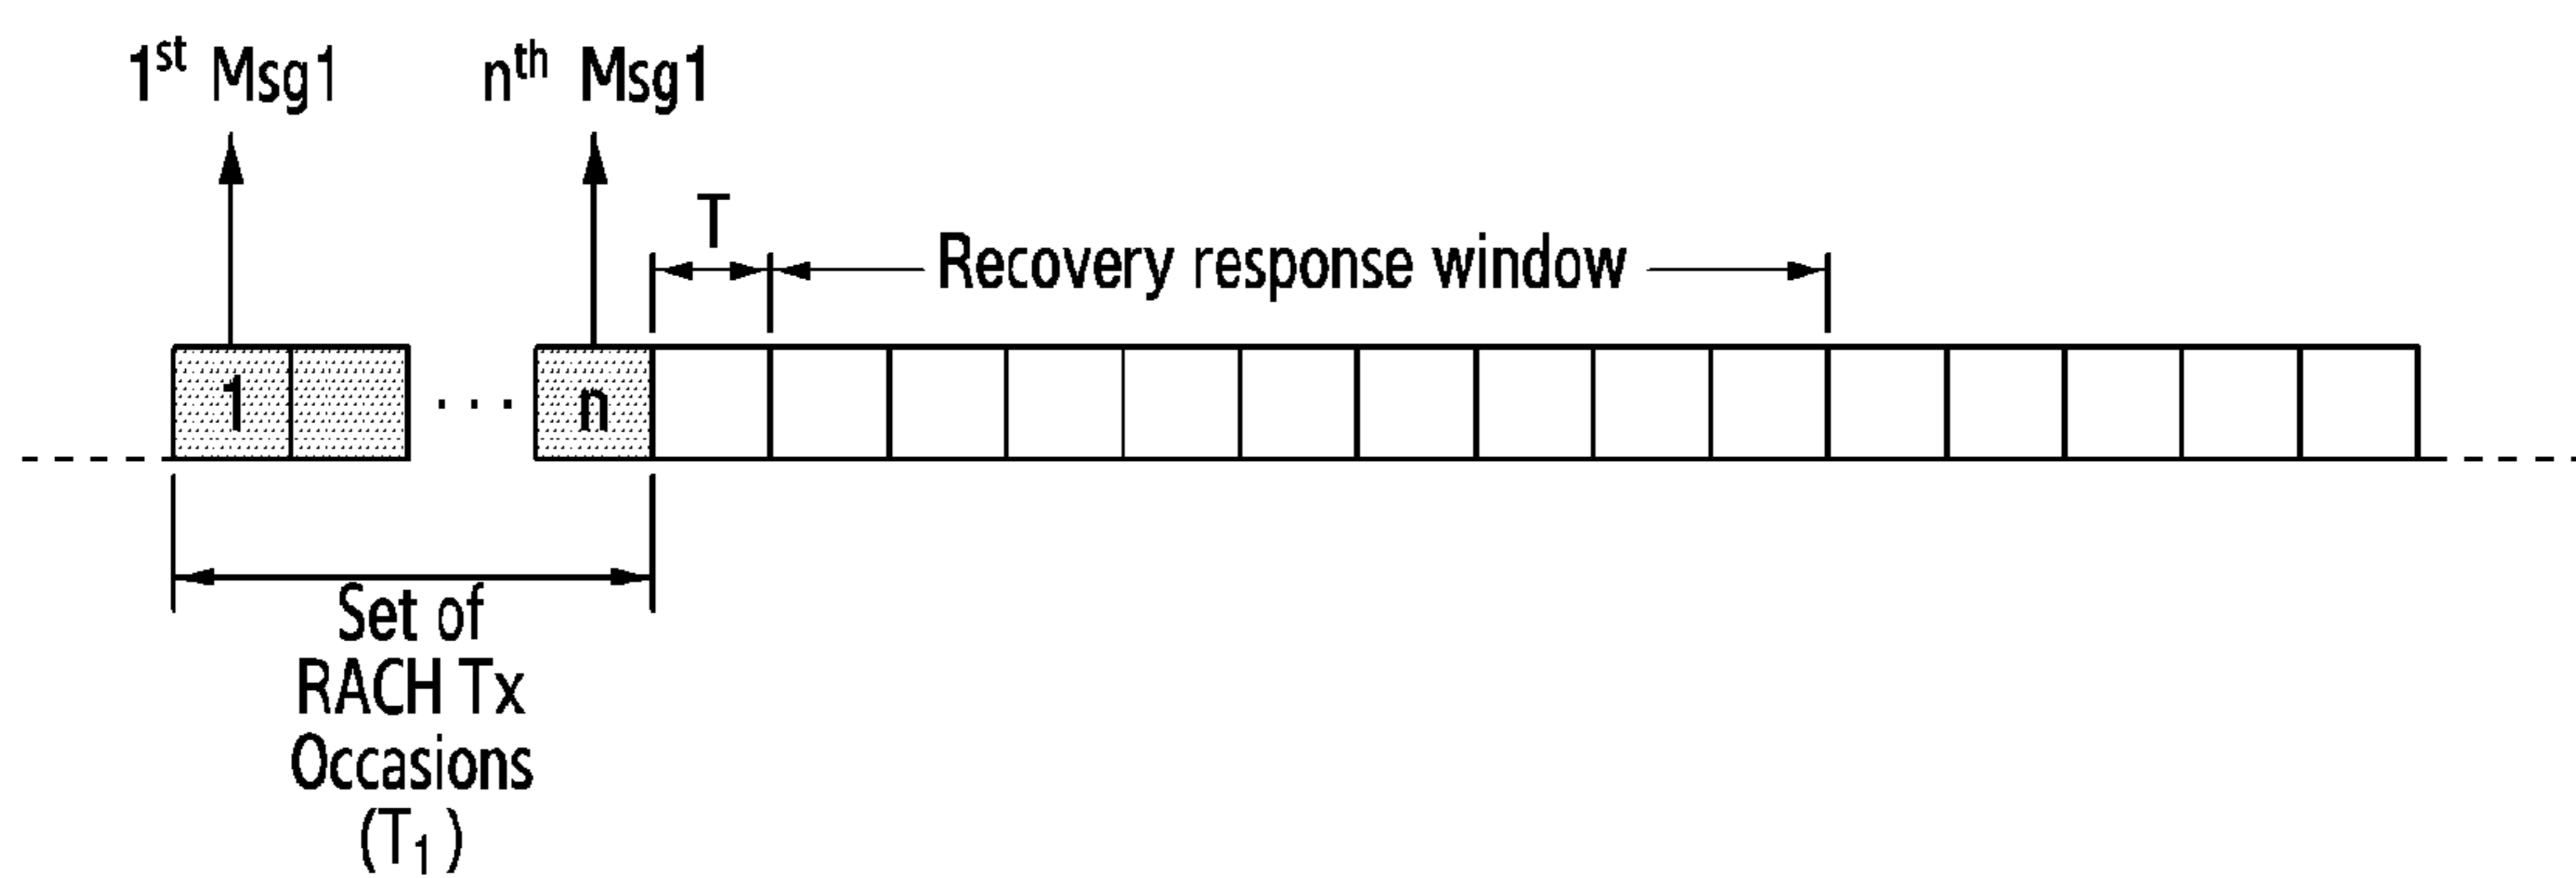 1st Msg1
nth Msg1
T
Recovery response window
1
...
n
Set of
RACH Tx
Occasions
(T1)